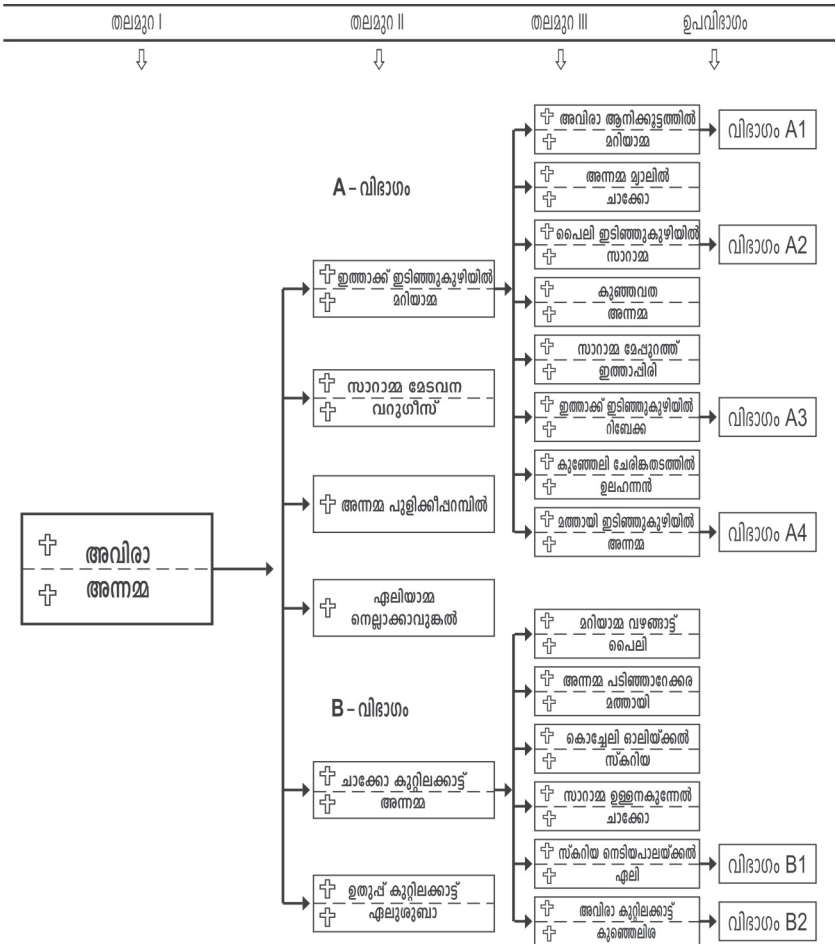 തലമുറ I
തലമുറ II
തലമുറ III
ഉപവിഭാഗം
അവിരാ
അന്നമ്മ
A – വിഭാഗം
ഇത്താക്ക് ഇടിഞ്ഞുകുഴിയിൽ
മറിയാമ്മ
സാറാമ്മ മേടവന
വറുഗീസ്
അന്നമ്മ പുളിക്കീപ്പറമ്പിൽ
ഏലിയാമ്മ
നെല്ലാക്കാവുങ്കൽ
B – വിഭാഗം
ചാക്കോ കുറ്റിലക്കാട്ട്
അന്നമ്മ
ഉതുപ്പ് കുറ്റിലക്കാട്ട്
ഏലുശുബാ
അവിരാ ആനിക്കൂട്ടത്തിൽ
മറിയാമ്മ
വിഭാഗം A1
അന്നമ്മ മ്യാലിൽ
ചാക്കോ
പൈലി ഇടിഞ്ഞുകുഴിയിൽ
സാറാമ്മ
വിഭാഗം A2
കുഞ്ഞവത
അന്നമ്മ
സാറാമ്മ മേപ്പുറത്ത്
ഇത്താപ്പിരി
ഇത്താക്ക് ഇടിഞ്ഞുകുഴിയിൽ
റിബേക്ക
വിഭാഗം A3
കുഞ്ഞേലി ചേരിങ്കതടത്തിൽ
ഉലഹന്നൻ
മത്തായി ഇടിഞ്ഞുകുഴിയിൽ
അന്നമ്മ
വിഭാഗം A4
മറിയാമ്മ വഴങ്ങാട്ട്
പൈലി
അന്നമ്മ പടിഞ്ഞാറേക്കര
മത്തായി
കൊച്ചേലി ഓലിയ്ക്കൽ
സ്കറിയ
സാറാമ്മ ഉള്ളനകുന്നേൽ
ചാക്കോ
സ്കറിയ നെടിയപാലയ്ക്കൽ
ഏലി
വിഭാഗം B1
അവിരാ കുറ്റിലക്കാട്ട്
കുഞ്ഞെലിശ
വിഭാഗം B2